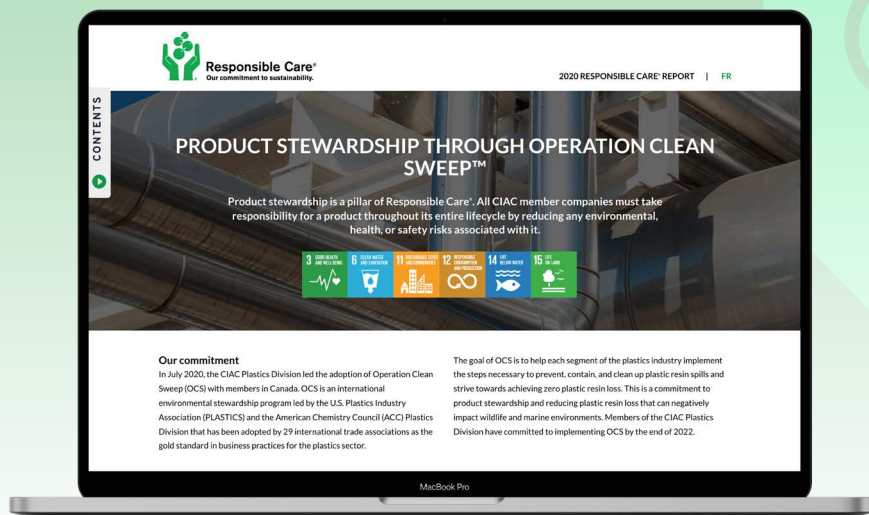 Responsible Care®
Our commitment to sustainability.
2020 RESPONSIBLE CARE® REPORT | FR
CONTENTS
PRODUCT STEWARDSHIP THROUGH OPERATION CLEAN
SWEEP™
Product stewardship is a pillar of Responsible Care®. All CIAC member companies must take
responsibility for a product throughout its entire lifecycle by reducing any environmental,
health, or safety risks associated with it.
3 GOOD HEALTH AND WELL-BEING
6 CLEAN WATER AND SANITATION
11 SUSTAINABLE CITIES AND COMMUNITIES
12 RESPONSIBLE CONSUMPTION AND PRODUCTION
14 LIFE BELOW WATER
15 LIFE ON LAND
Our commitment
In July 2020, the CIAC Plastics Division led the adoption of Operation Clean
Sweep (OCS) with members in Canada. OCS is an international
environmental stewardship program led by the U.S. Plastics Industry
Association (PLASTICS) and the American Chemistry Council (ACC) Plastics
Division that has been adopted by 29 international trade associations as the
gold standard in business practices for the plastics sector.
The goal of OCS is to help each segment of the plastics industry implement
the steps necessary to prevent, contain, and clean up plastic resin spills and
strive towards achieving zero plastic resin loss. This is a commitment to
product stewardship and reducing plastic resin loss that can negatively
impact wildlife and marine environments. Members of the CIAC Plastics
Division have committed to implementing OCS by the end of 2022.
MacBook Pro